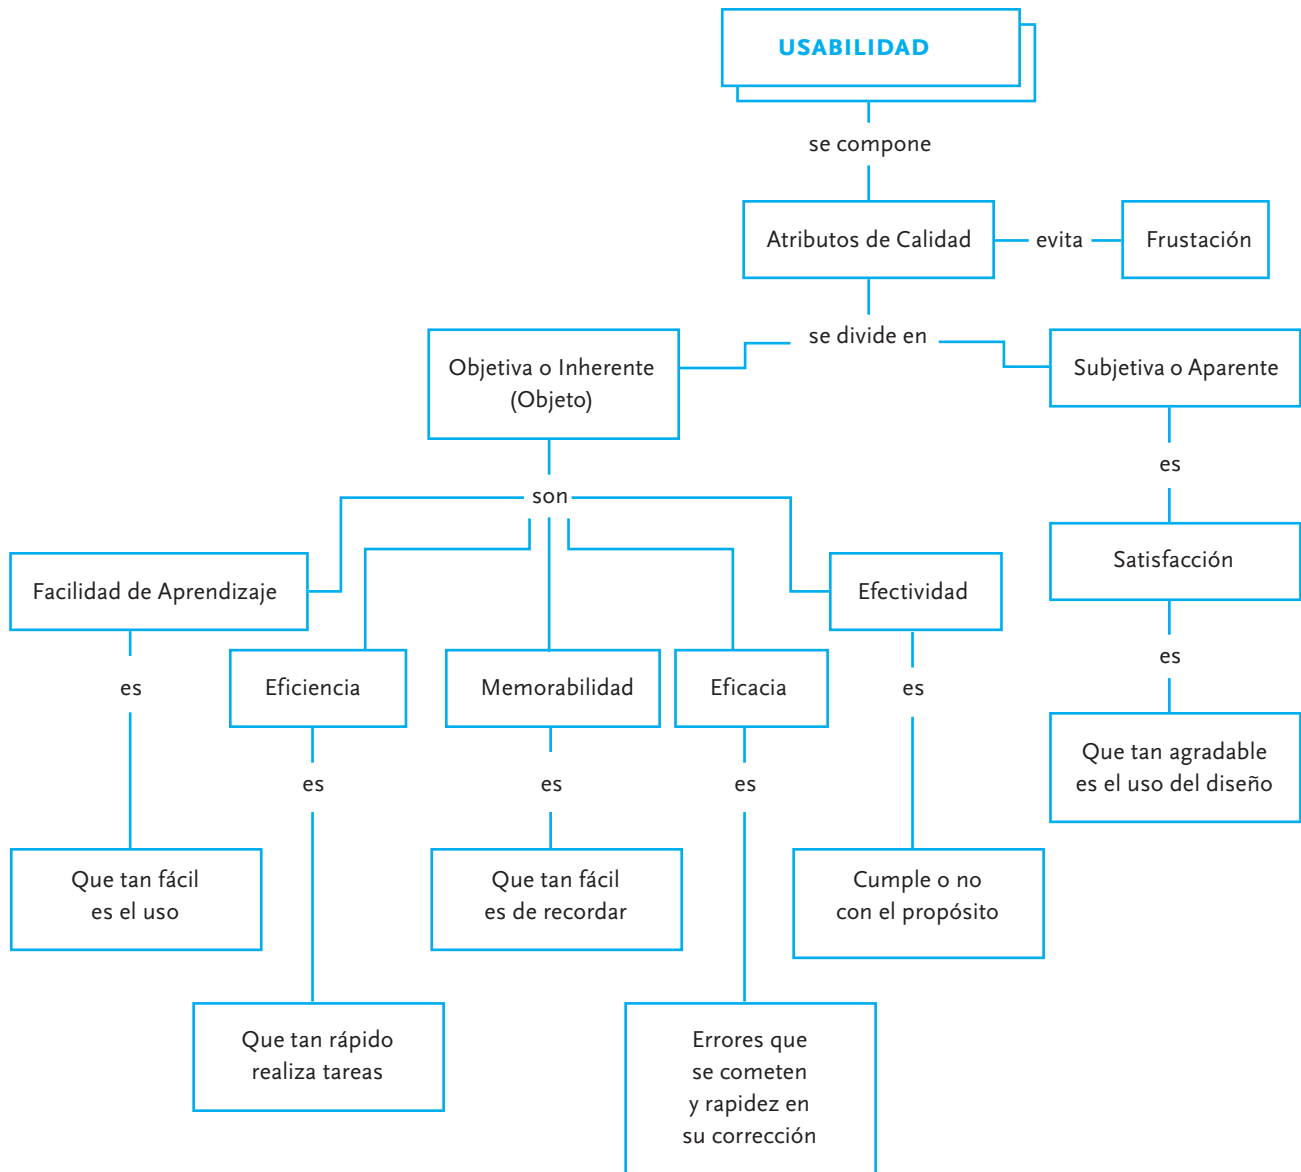 USABILIDAD
se compone
Atributos de Calidad
evita
Frustación
se divide en
Objetiva o Inherente
(Objeto)
Subjetiva o Aparente
son
es
Facilidad de Aprendizaje
Efectividad
Satisfacción
es
Eficiencia
Memorabilidad
Eficacia
es
es
es
es
es
Que tan agradable
es el uso del diseño
Que tan fácil
es el uso
Que tan fácil
es de recordar
Cumple o no
con el propósito
Que tan rápido
realiza tareas
Errores que
se cometen
y rapidez en
su corrección